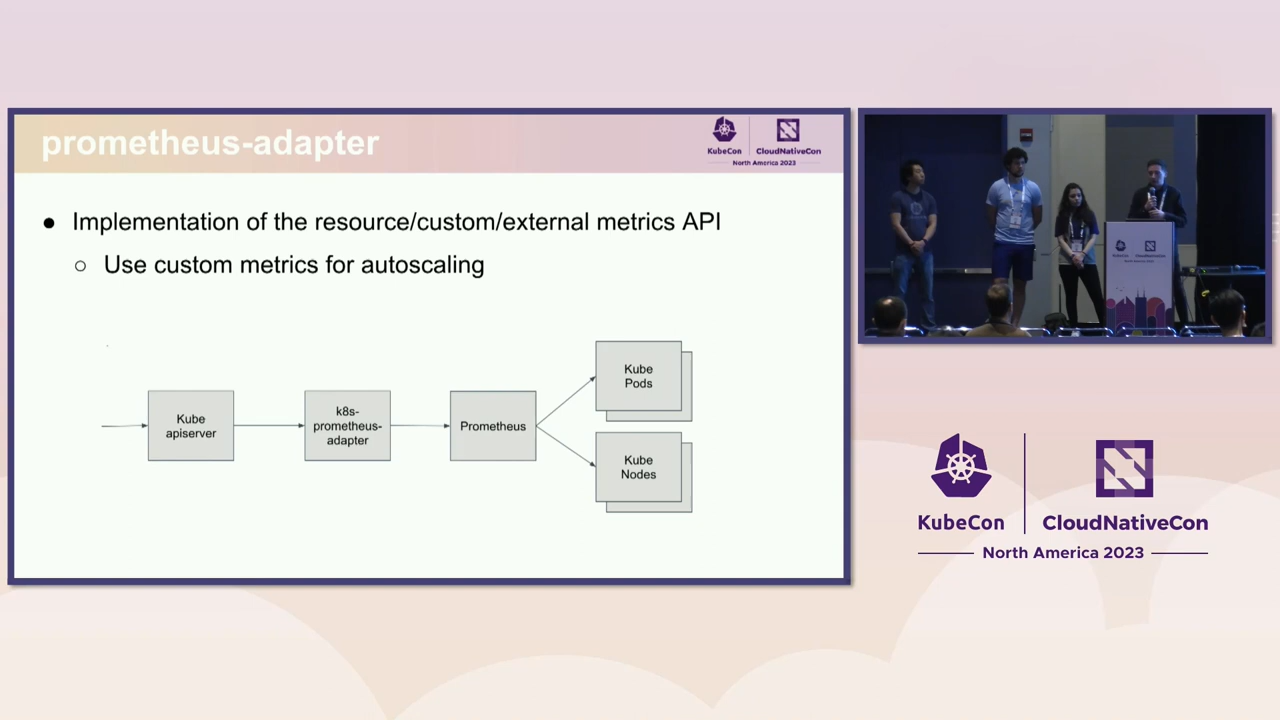 prometheus-adapter
KubeCon
CloudNativeCon
North America 2023
● Implementation of the resource/custom/external metrics API
○ Use custom metrics for autoscaling
Kube
apiserver
k8s-
prometheus-
adapter
Prometheus
Kube
Pods
Kube
Nodes
KubeCon
CloudNativeCon
North America 2023